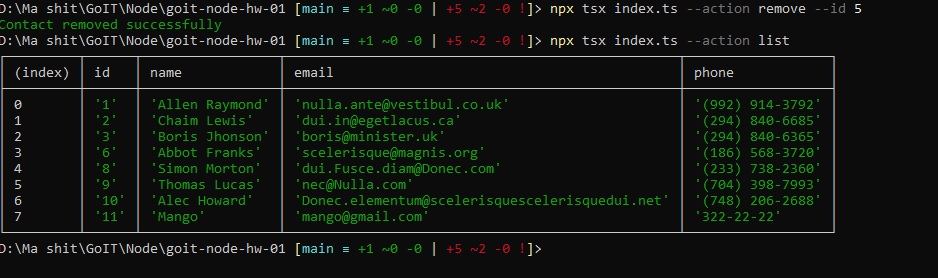 D:\Ma shit\GoIT\Node\goit-node-hw-01 [main ≡ +1 ~0 -0 | +5 ~2 -0 !]> npx tsx index.ts --action remove --id 5
Contact removed successfully
D:\Ma shit\GoIT\Node\goit-node-hw-01 [main ≡ +1 ~0 -0 | +5 ~2 -0 !]> npx tsx index.ts --action list
(index) id name email phone
0 '1' 'Allen Raymond' 'nulla.ante@vestibul.co.uk' '(992) 914-3792'
1 '2' 'Chaim Lewis' 'dui.in@egetlacus.ca' '(294) 840-6685'
2 '3' 'Boris Jhonson' 'boris@minister.uk' '(294) 840-6365'
3 '6' 'Abbot Franks' 'scelerisque@magnis.org' '(186) 568-3720'
4 '8' 'Simon Morton' 'dui.Fusce.diam@Donec.com' '(233) 738-2360'
5 '9' 'Thomas Lucas' 'nec@Nulla.com' '(704) 398-7993'
6 '10' 'Alec Howard' 'Donec.elementum@scelerisquescelerisquedui.net' '(748) 206-2688'
7 '11' 'Mango' 'mango@gmail.com' '322-22-22'
D:\Ma shit\GoIT\Node\goit-node-hw-01 [main ≡ +1 ~0 -0 | +5 ~2 -0 !]>